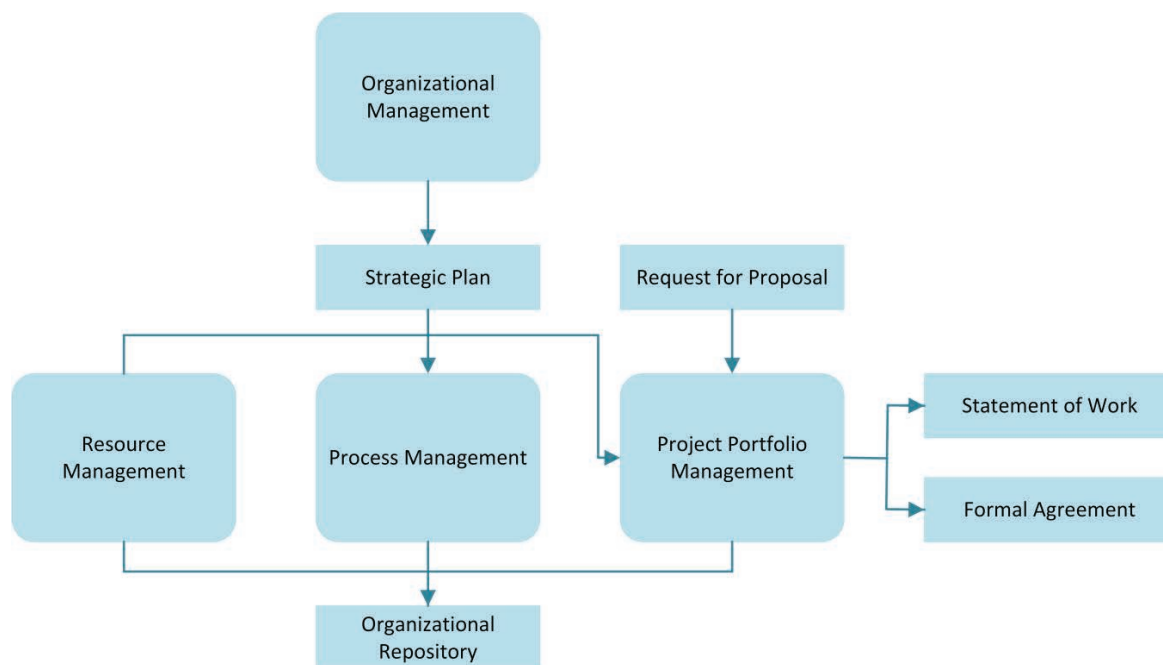 Organizational
Management
Strategic Plan
Request for Proposal
Resource
Management
Process Management
Project Portfolio
Management
Statement of Work
Formal Agreement
Organizational
Repository